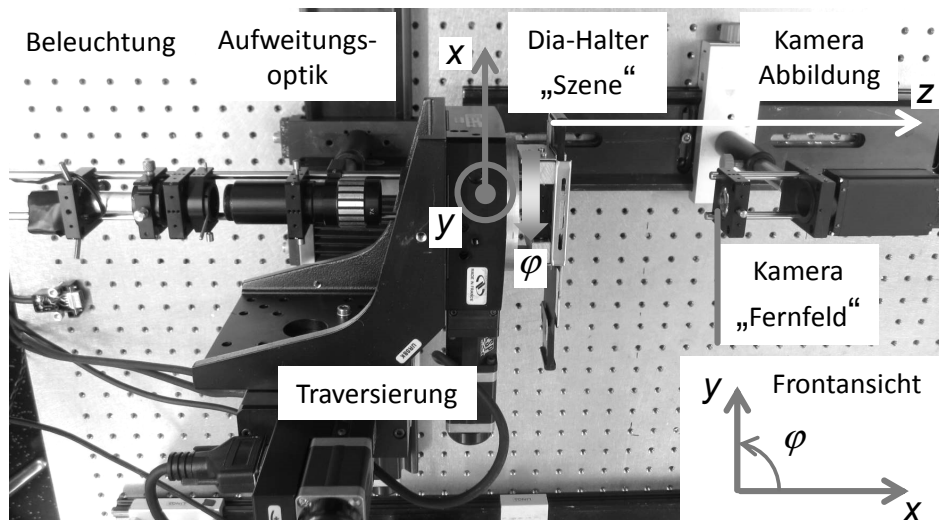 Beleuchtung
Aufweitungs-
optik
x
Dia-Halter
„Szene“
Kamera
Abbildung
z
y
φ
Kamera
„Fernfeld“
Traversierung
y
Frontansicht
φ
x